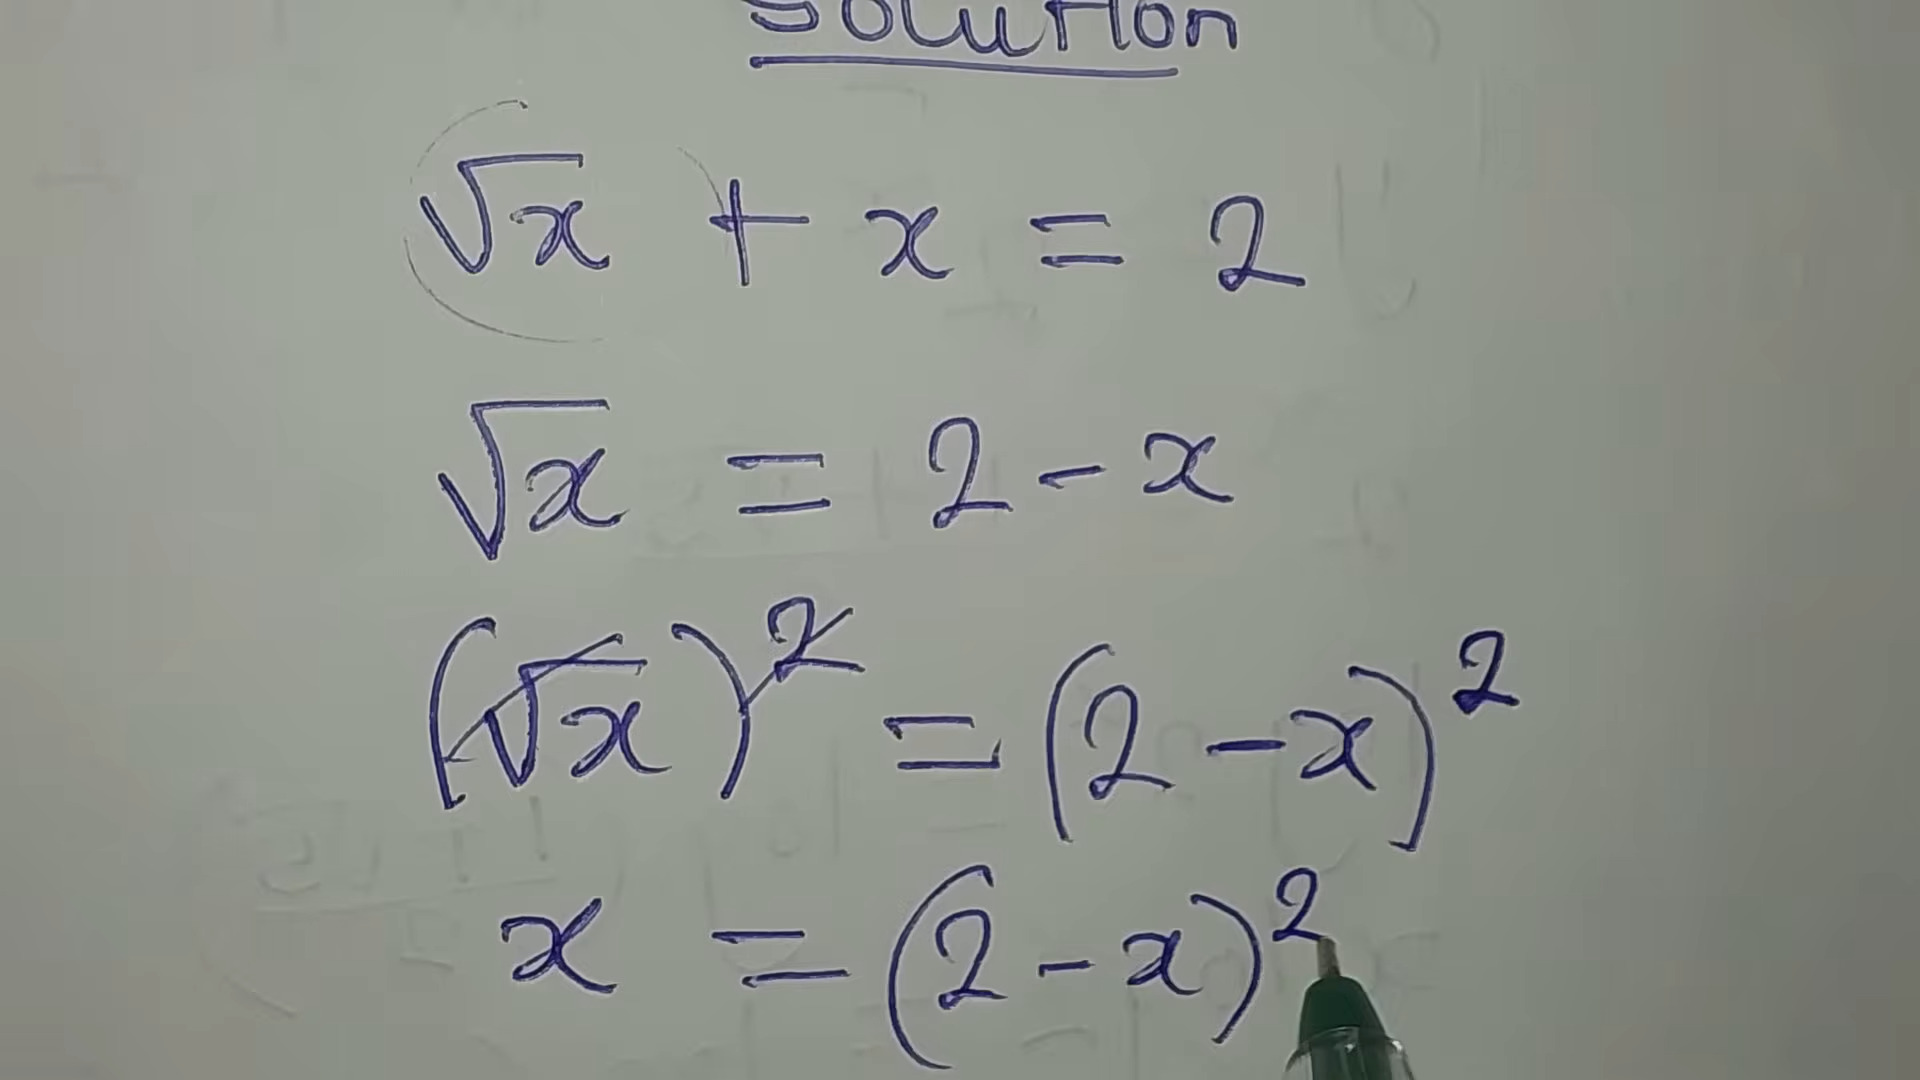 Solution
√x + x = 2
√x = 2 - x
(√x)² = (2 - x)²
x = (2 - x)²